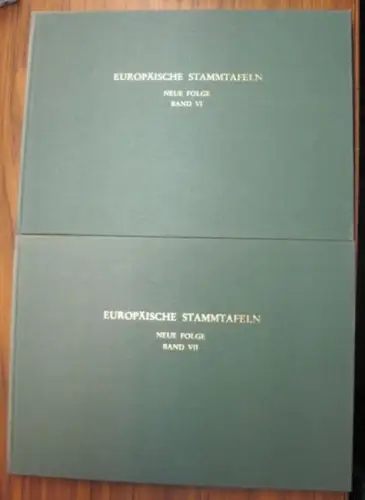 EUROPÄISCHE STAMMTAFELN
NEUE FOLGE
BAND VI
EUROPÄISCHE STAMMTAFELN
NEUE FOLGE
BAND VII